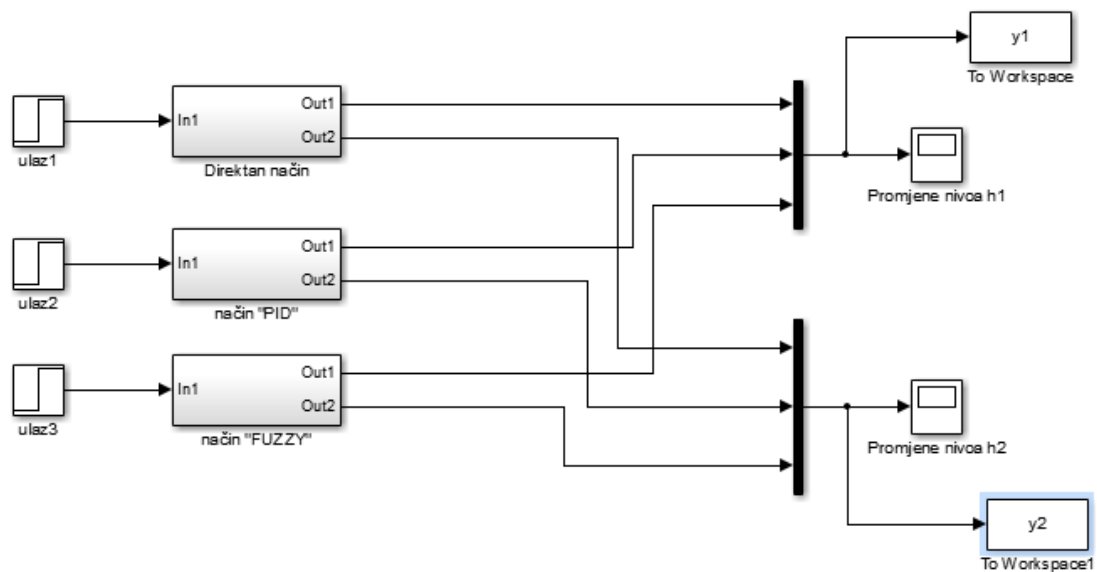 y1
To Workspace
Out1
In1
Out2
ulaz1
Direktan način
Promjene nivoa h1
Out1
In1
Out2
ulaz2
način "PID"
Out1
In1
Out2
ulaz3
način "FUZZY"
Promjene nivoa h2
y2
To Workspace1